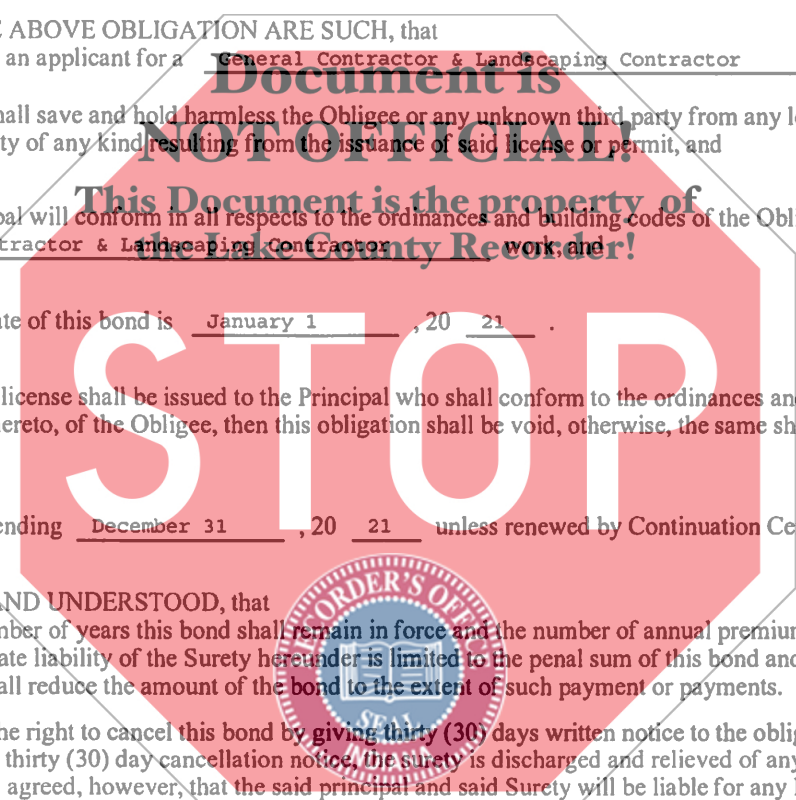 E ABOVE OBLIGATION ARE SUCH, that
an applicant for a General Contractor & Landscaping Contractor
Document is
hall save and hold harmless the Obligee or any unknown third party from any l
ty of any kind resulting from the issuance of said license or permit, and
NOT OFFICIAL!
This Document is the property of
pal will conform in all respects to the ordinances and building codes of the Obli
tractor & Landscaping Contractor work, and
the Lake County Recorder!
te of this bond is January 1 , 20 21 .
STOP
license shall be issued to the Principal who shall conform to the ordinances an
ereto, of the Obligee, then this obligation shall be void, otherwise, the same sh
ending December 31 , 20 21 unless renewed by Continuation Ce
AND UNDERSTOOD, that
mber of years this bond shall remain in force and the number of annual premiu
ate liability of the Surety hereunder is limited to the penal sum of this bond and
all reduce the amount of the bond to the extent of such payment or payments.
RECORDER'S OFFICE
SEAL
INDIANA
he right to cancel this bond by giving thirty (30) days written notice to the oblig
thirty (30) day cancellation notice, the surety is discharged and relieved of any
agreed, however, that the said principal and said Surety will be liable for any